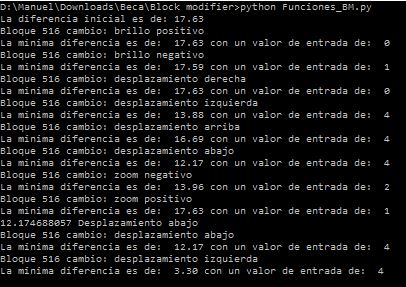 D:\Manuel\Downloads\Beca\Block modifier>python Funciones_BM.py
La diferencia inicial es de: 17.63
Bloque 516 cambio: brillo positivo
La minima diferencia es de:  17.63 con un valor de entrada de:  0
Bloque 516 cambio: brillo negativo
La minima diferencia es de:  17.59 con un valor de entrada de:  1
Bloque 516 cambio: desplazamiento derecha
La minima diferencia es de:  17.63 con un valor de entrada de:  0
Bloque 516 cambio: desplazamiento izquierda
La minima diferencia es de:  13.88 con un valor de entrada de:  4
Bloque 516 cambio: desplazamiento arriba
La minima diferencia es de:  16.69 con un valor de entrada de:  4
Bloque 516 cambio: desplazamiento abajo
La minima diferencia es de:  12.17 con un valor de entrada de:  4
Bloque 516 cambio: zoom negativo
La minima diferencia es de:  13.96 con un valor de entrada de:  2
Bloque 516 cambio: zoom positivo
La minima diferencia es de:  17.63 con un valor de entrada de:  1
12.174688057 Desplazamiento abajo
Bloque 516 cambio: desplazamiento abajo
La minima diferencia es de:  12.17 con un valor de entrada de:  4
Bloque 516 cambio: desplazamiento izquierda
La minima diferencia es de:  3.30 con un valor de entrada de:  4